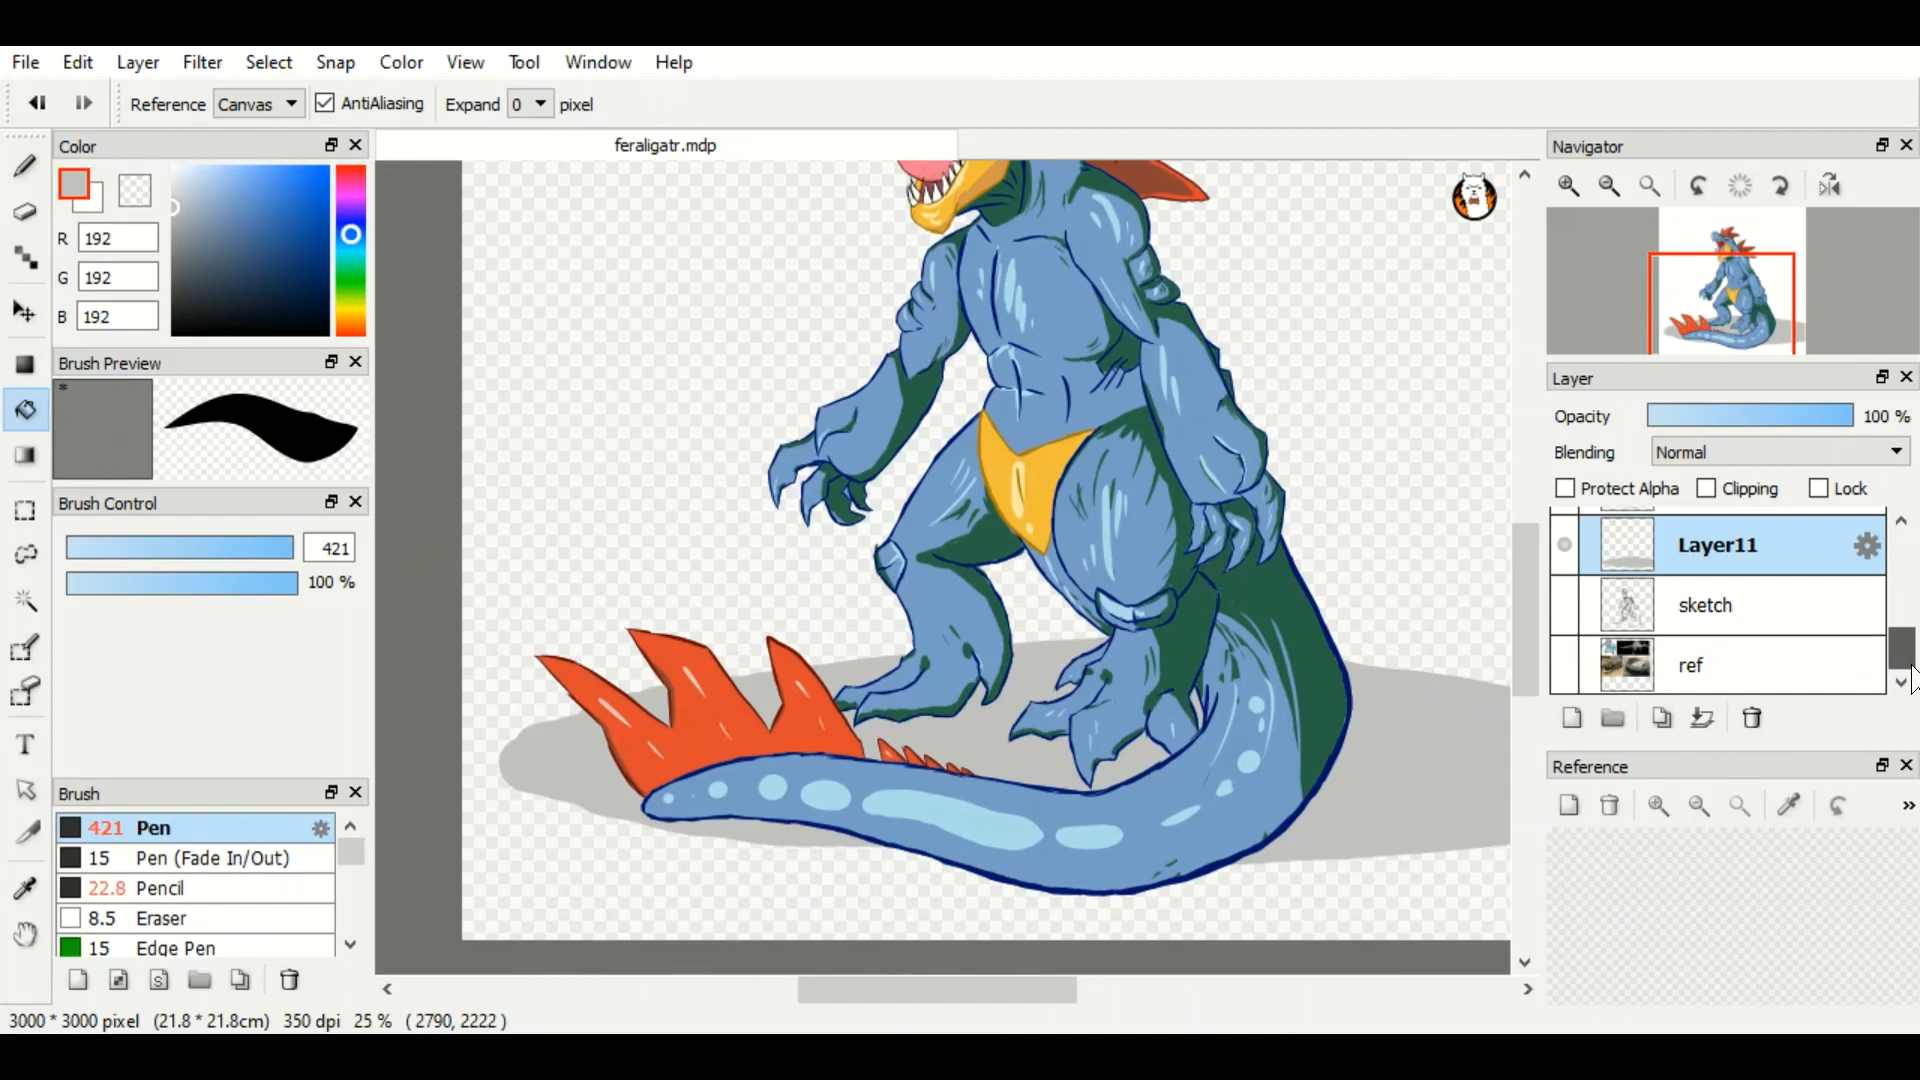 File Edit Layer Filter Select Snap Color View Tool Window Help
Reference Canvas AntiAliasing Expand 0 pixel
Color
feraligatr.mdp
Navigator
R 192
G 192
B 192
Brush Preview
*
Layer
Opacity 100 %
Blending Normal
Protect Alpha Clipping Lock
Brush Control
421
100 %
Layer11
sketch
ref
T
Reference
»
Brush
421 Pen
15 Pen (Fade In/Out)
22.8 Pencil
8.5 Eraser
15 Edge Pen
S
3000 * 3000 pixel (21.8 * 21.8cm) 350 dpi 25 % ( 2790, 2222 )